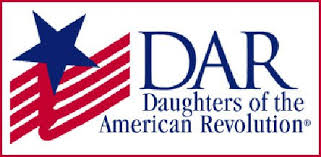 DAR
Daughters of the
American Revolution®